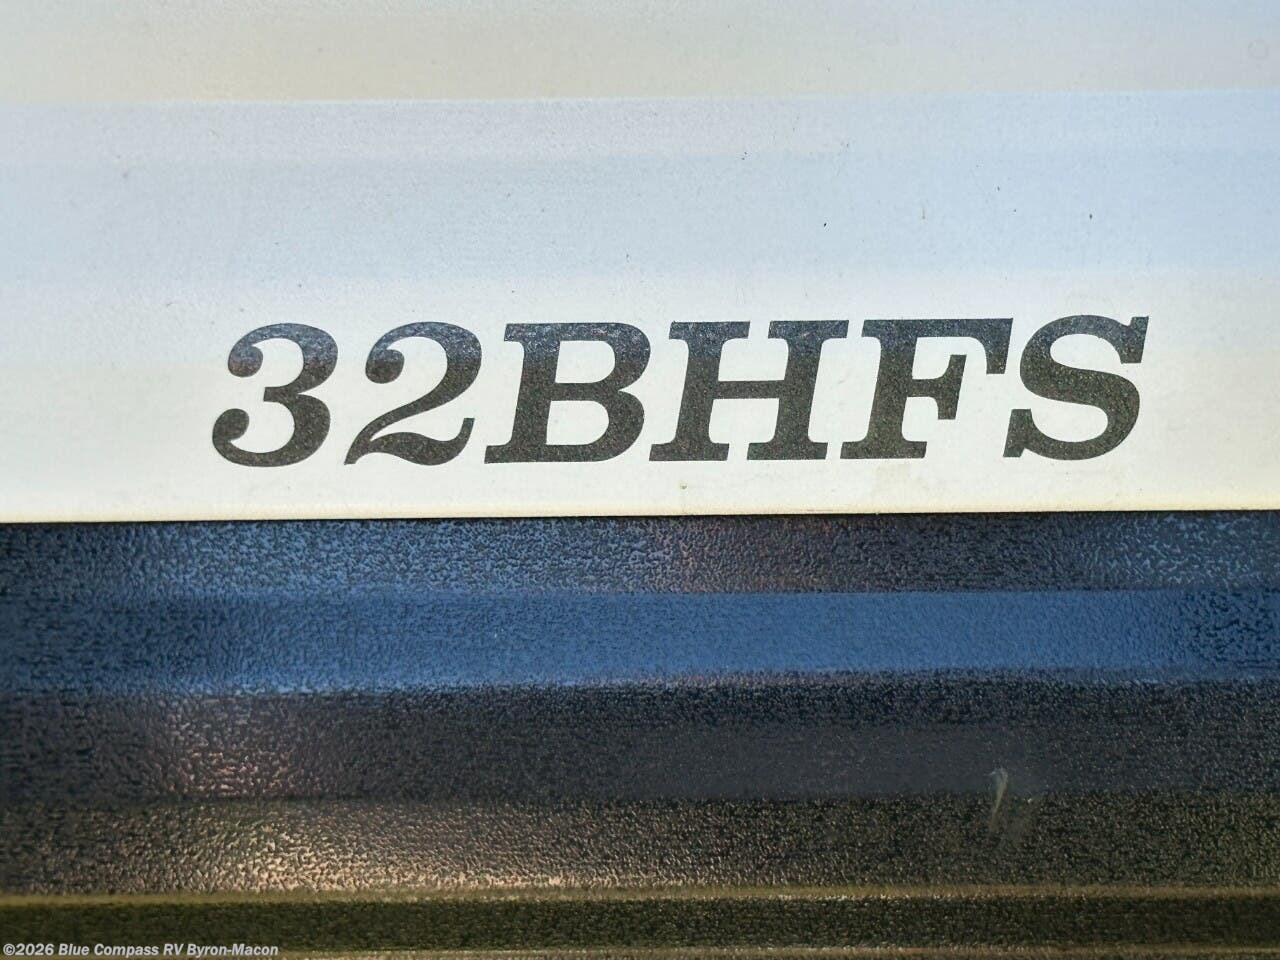 32BHFS
©2026 Blue Compass RV Byron-Macon